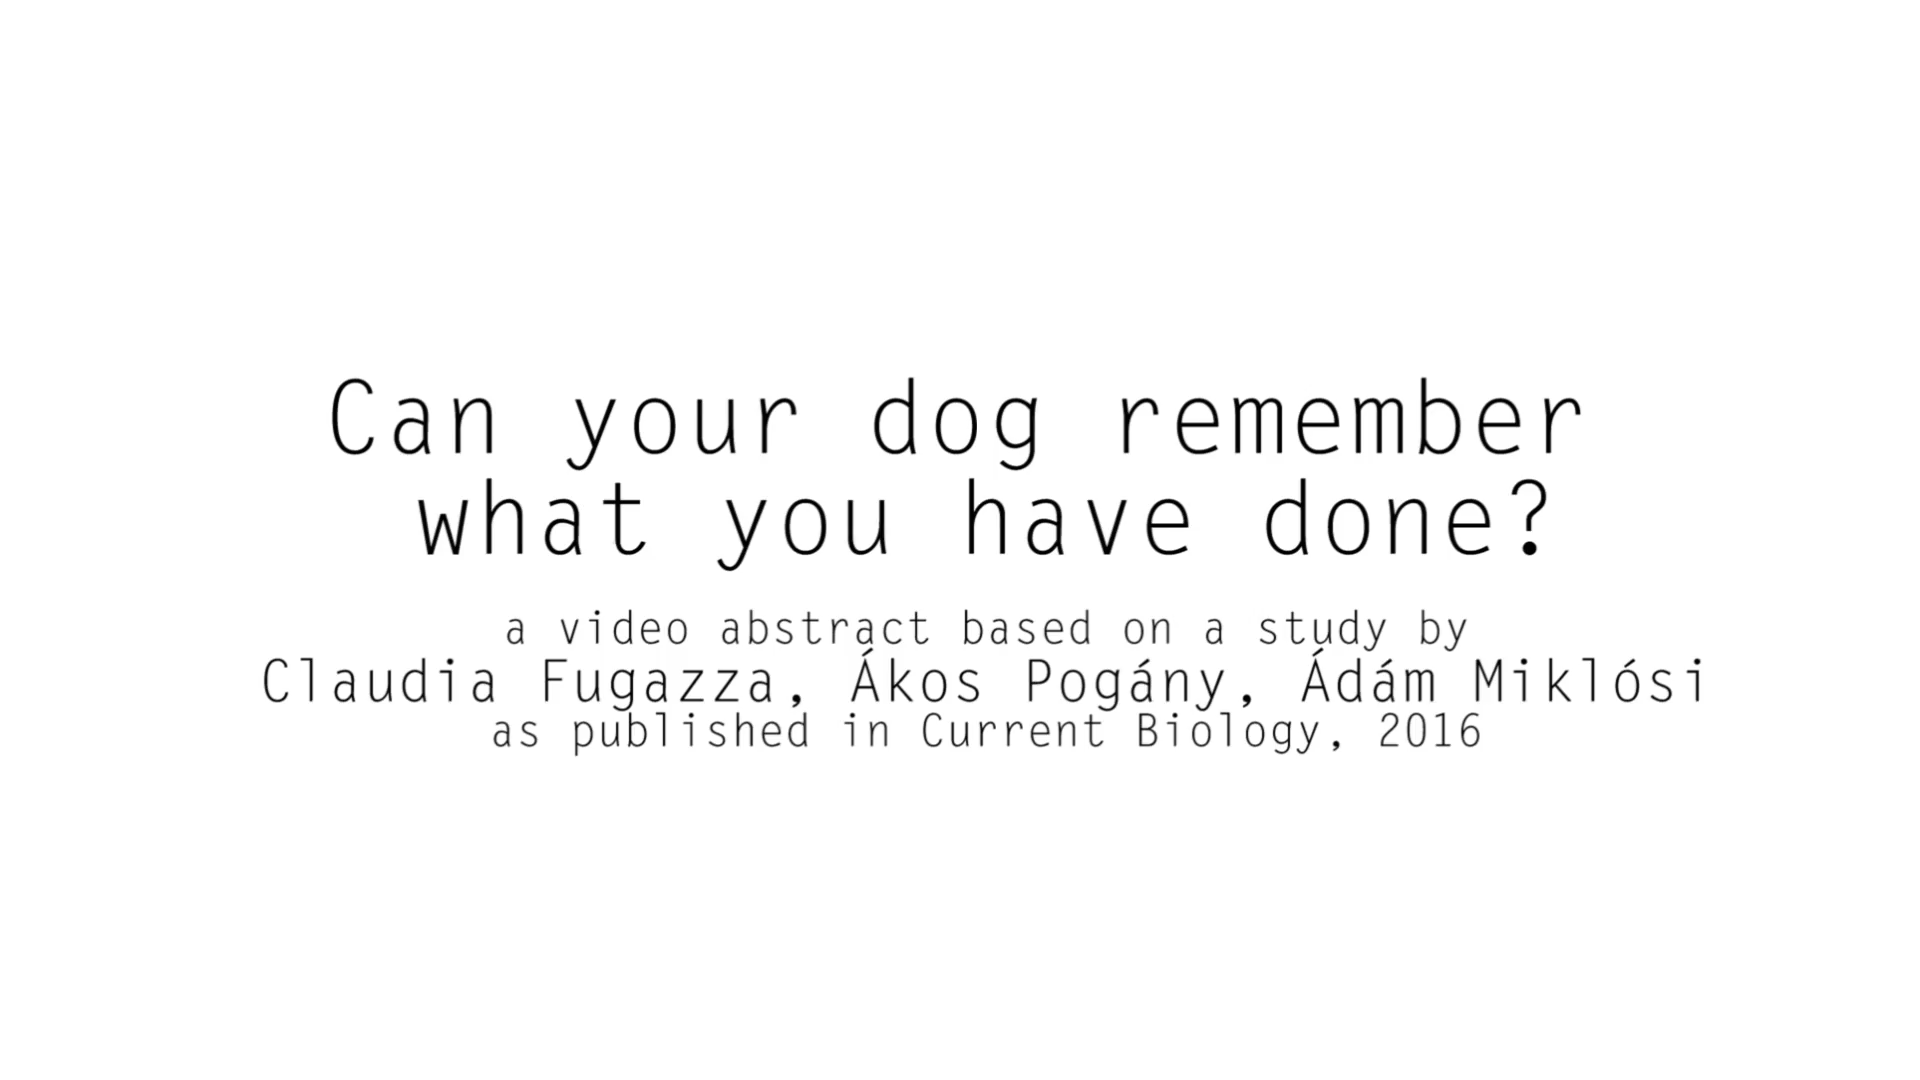 Can your dog remember
what you have done?
a video abstract based on a study by
Claudia Fugazza, Ákos Pogány, Ádám Miklósi
as published in Current Biology, 2016